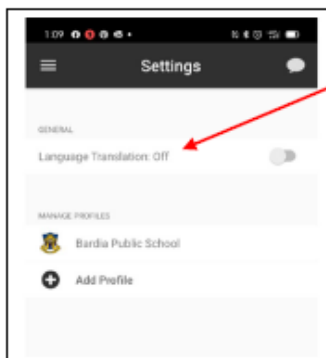 1:09
Settings
GENERAL
Language Translation: Off
MANAGE PROFILES
Bardia Public School
Add Profile